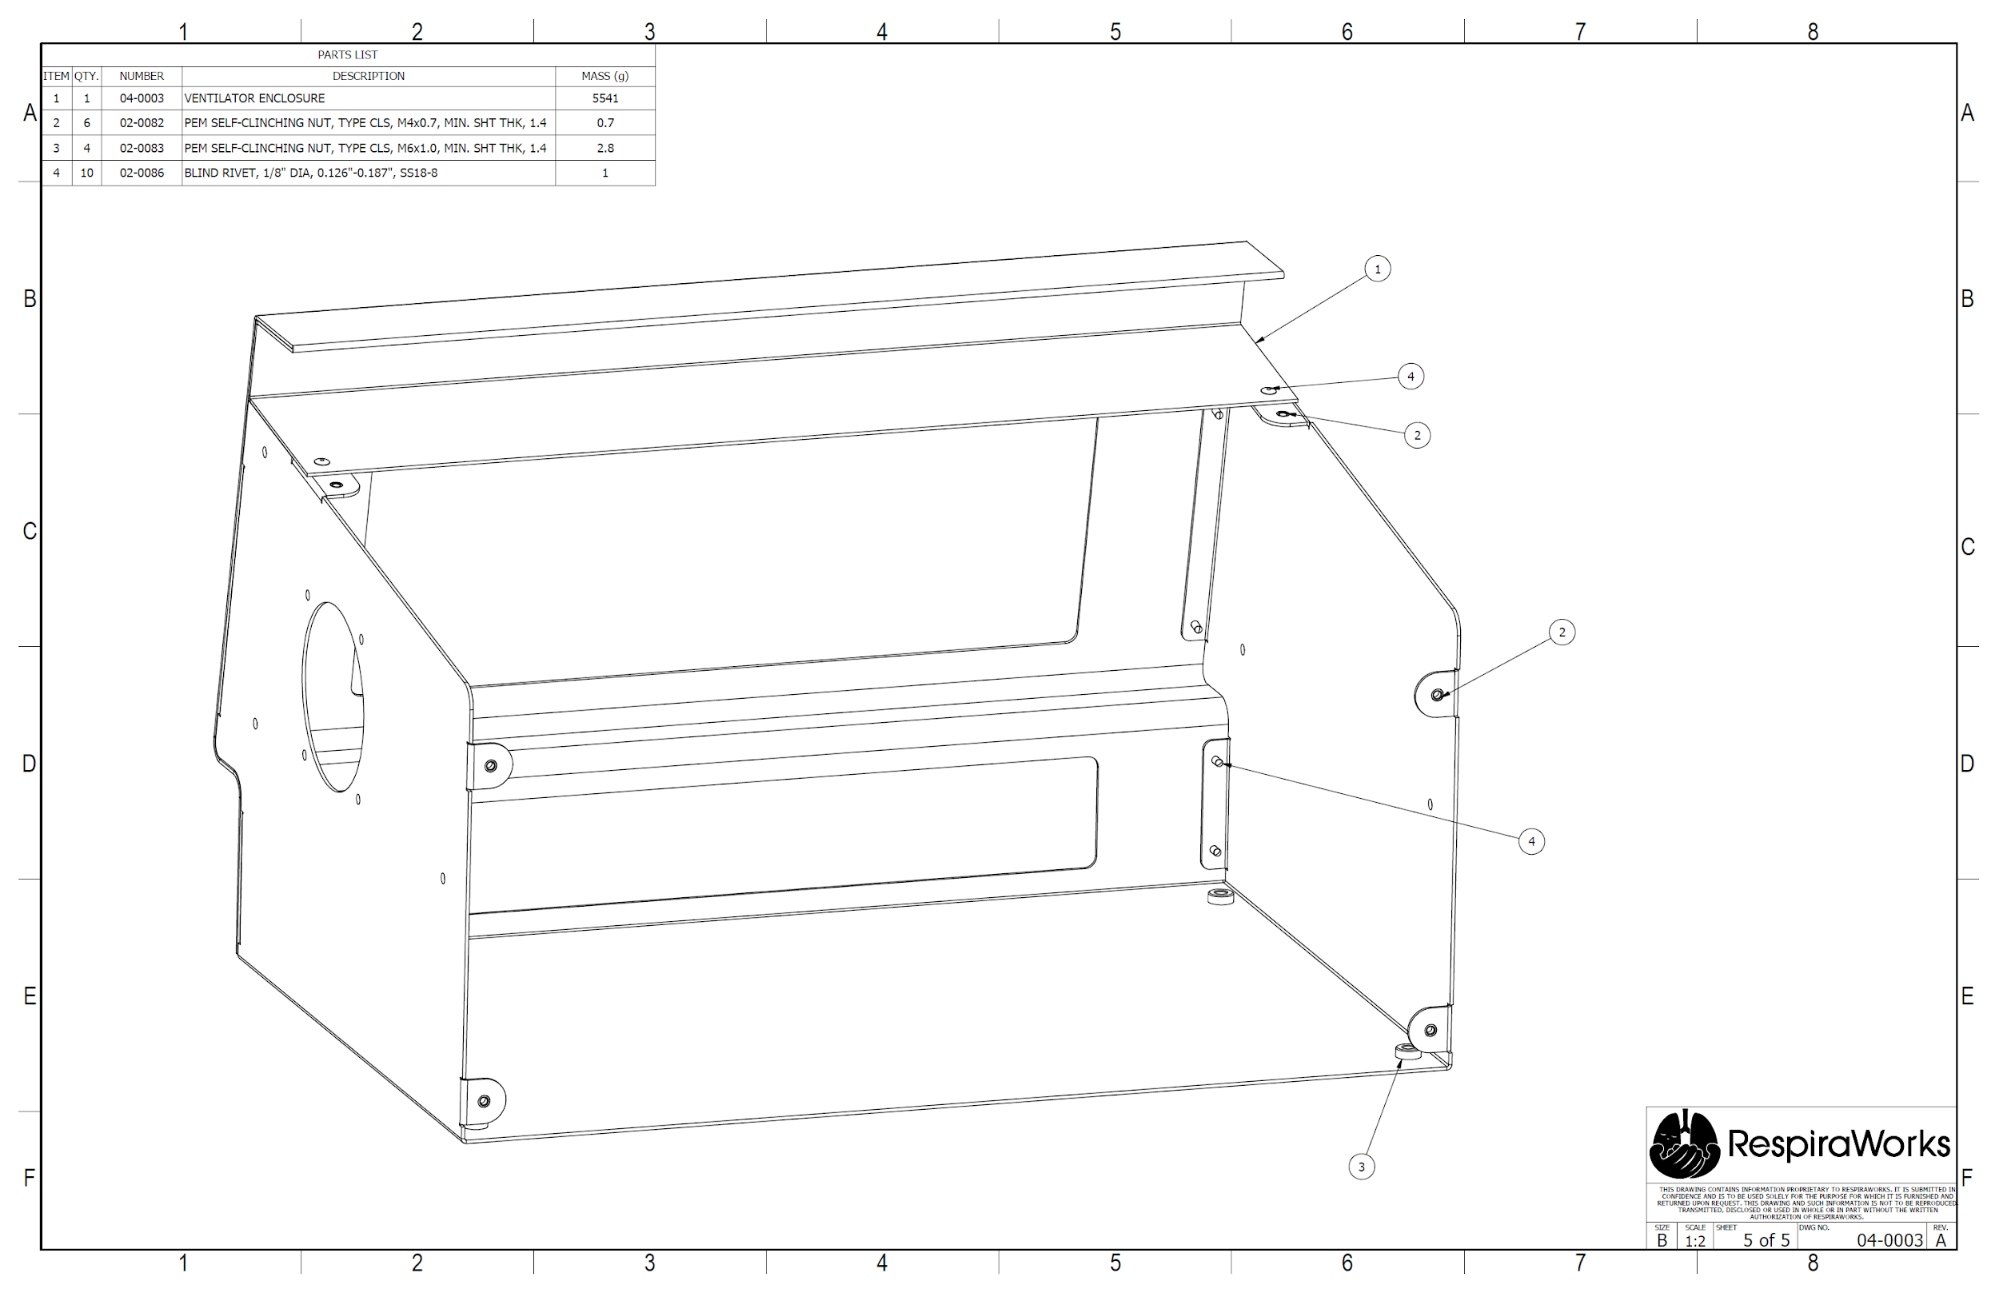 1 2 3 4 5 6 7 8
PARTS LIST
ITEM QTY. NUMBER DESCRIPTION MASS (g)
1 1 04-0003 VENTILATOR ENCLOSURE 5541
2 6 02-0082 PEM SELF-CLINCHING NUT, TYPE CLS, M4x0.7, MIN. SHT THK, 1.4 0.7
3 4 02-0083 PEM SELF-CLINCHING NUT, TYPE CLS, M6x1.0, MIN. SHT THK, 1.4 2.8
4 10 02-0086 BLIND RIVET, 1/8" DIA, 0.126"-0.187", SS18-8 1
A A
B B
1
4
2
C C
2
D D
4
E E
3
F F
RespiraWorks
THIS DRAWING CONTAINS INFORMATION PROPRIETARY TO RESPIRAWORKS. IT IS SUBMITTED IN
CONFIDENCE AND IS TO BE USED SOLELY FOR THE PURPOSE FOR WHICH IT IS FURNISHED AND
RETURNED UPON REQUEST. THIS DRAWING AND SUCH INFORMATION IS NOT TO BE REPRODUCED,
TRANSMITTED, DISCLOSED OR USED IN WHOLE OR IN PART WITHOUT THE WRITTEN
AUTHORIZATION OF RESPIRAWORKS.
SIZE SCALE SHEET DWG NO. REV.
B 1:2 5 of 5 04-0003 A
1 2 3 4 5 6 7 8